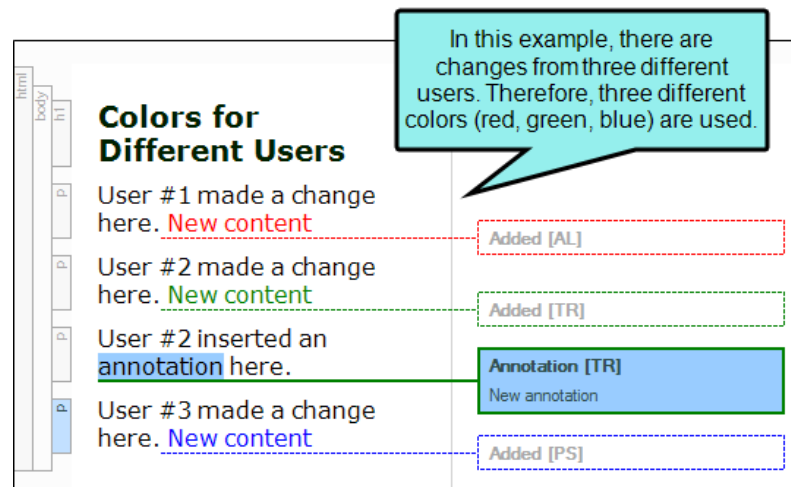 In this example, there are
changes from three different
users. Therefore, three different
colors (red, green, blue) are used.
html
body
h1
Colors for
Different Users
p
User #1 made a change
here. New content
Added [AL]
p
User #2 made a change
here. New content
Added [TR]
p
User #2 inserted an
annotation here.
Annotation [TR]
New annotation
p
User #3 made a change
here. New content
Added [PS]